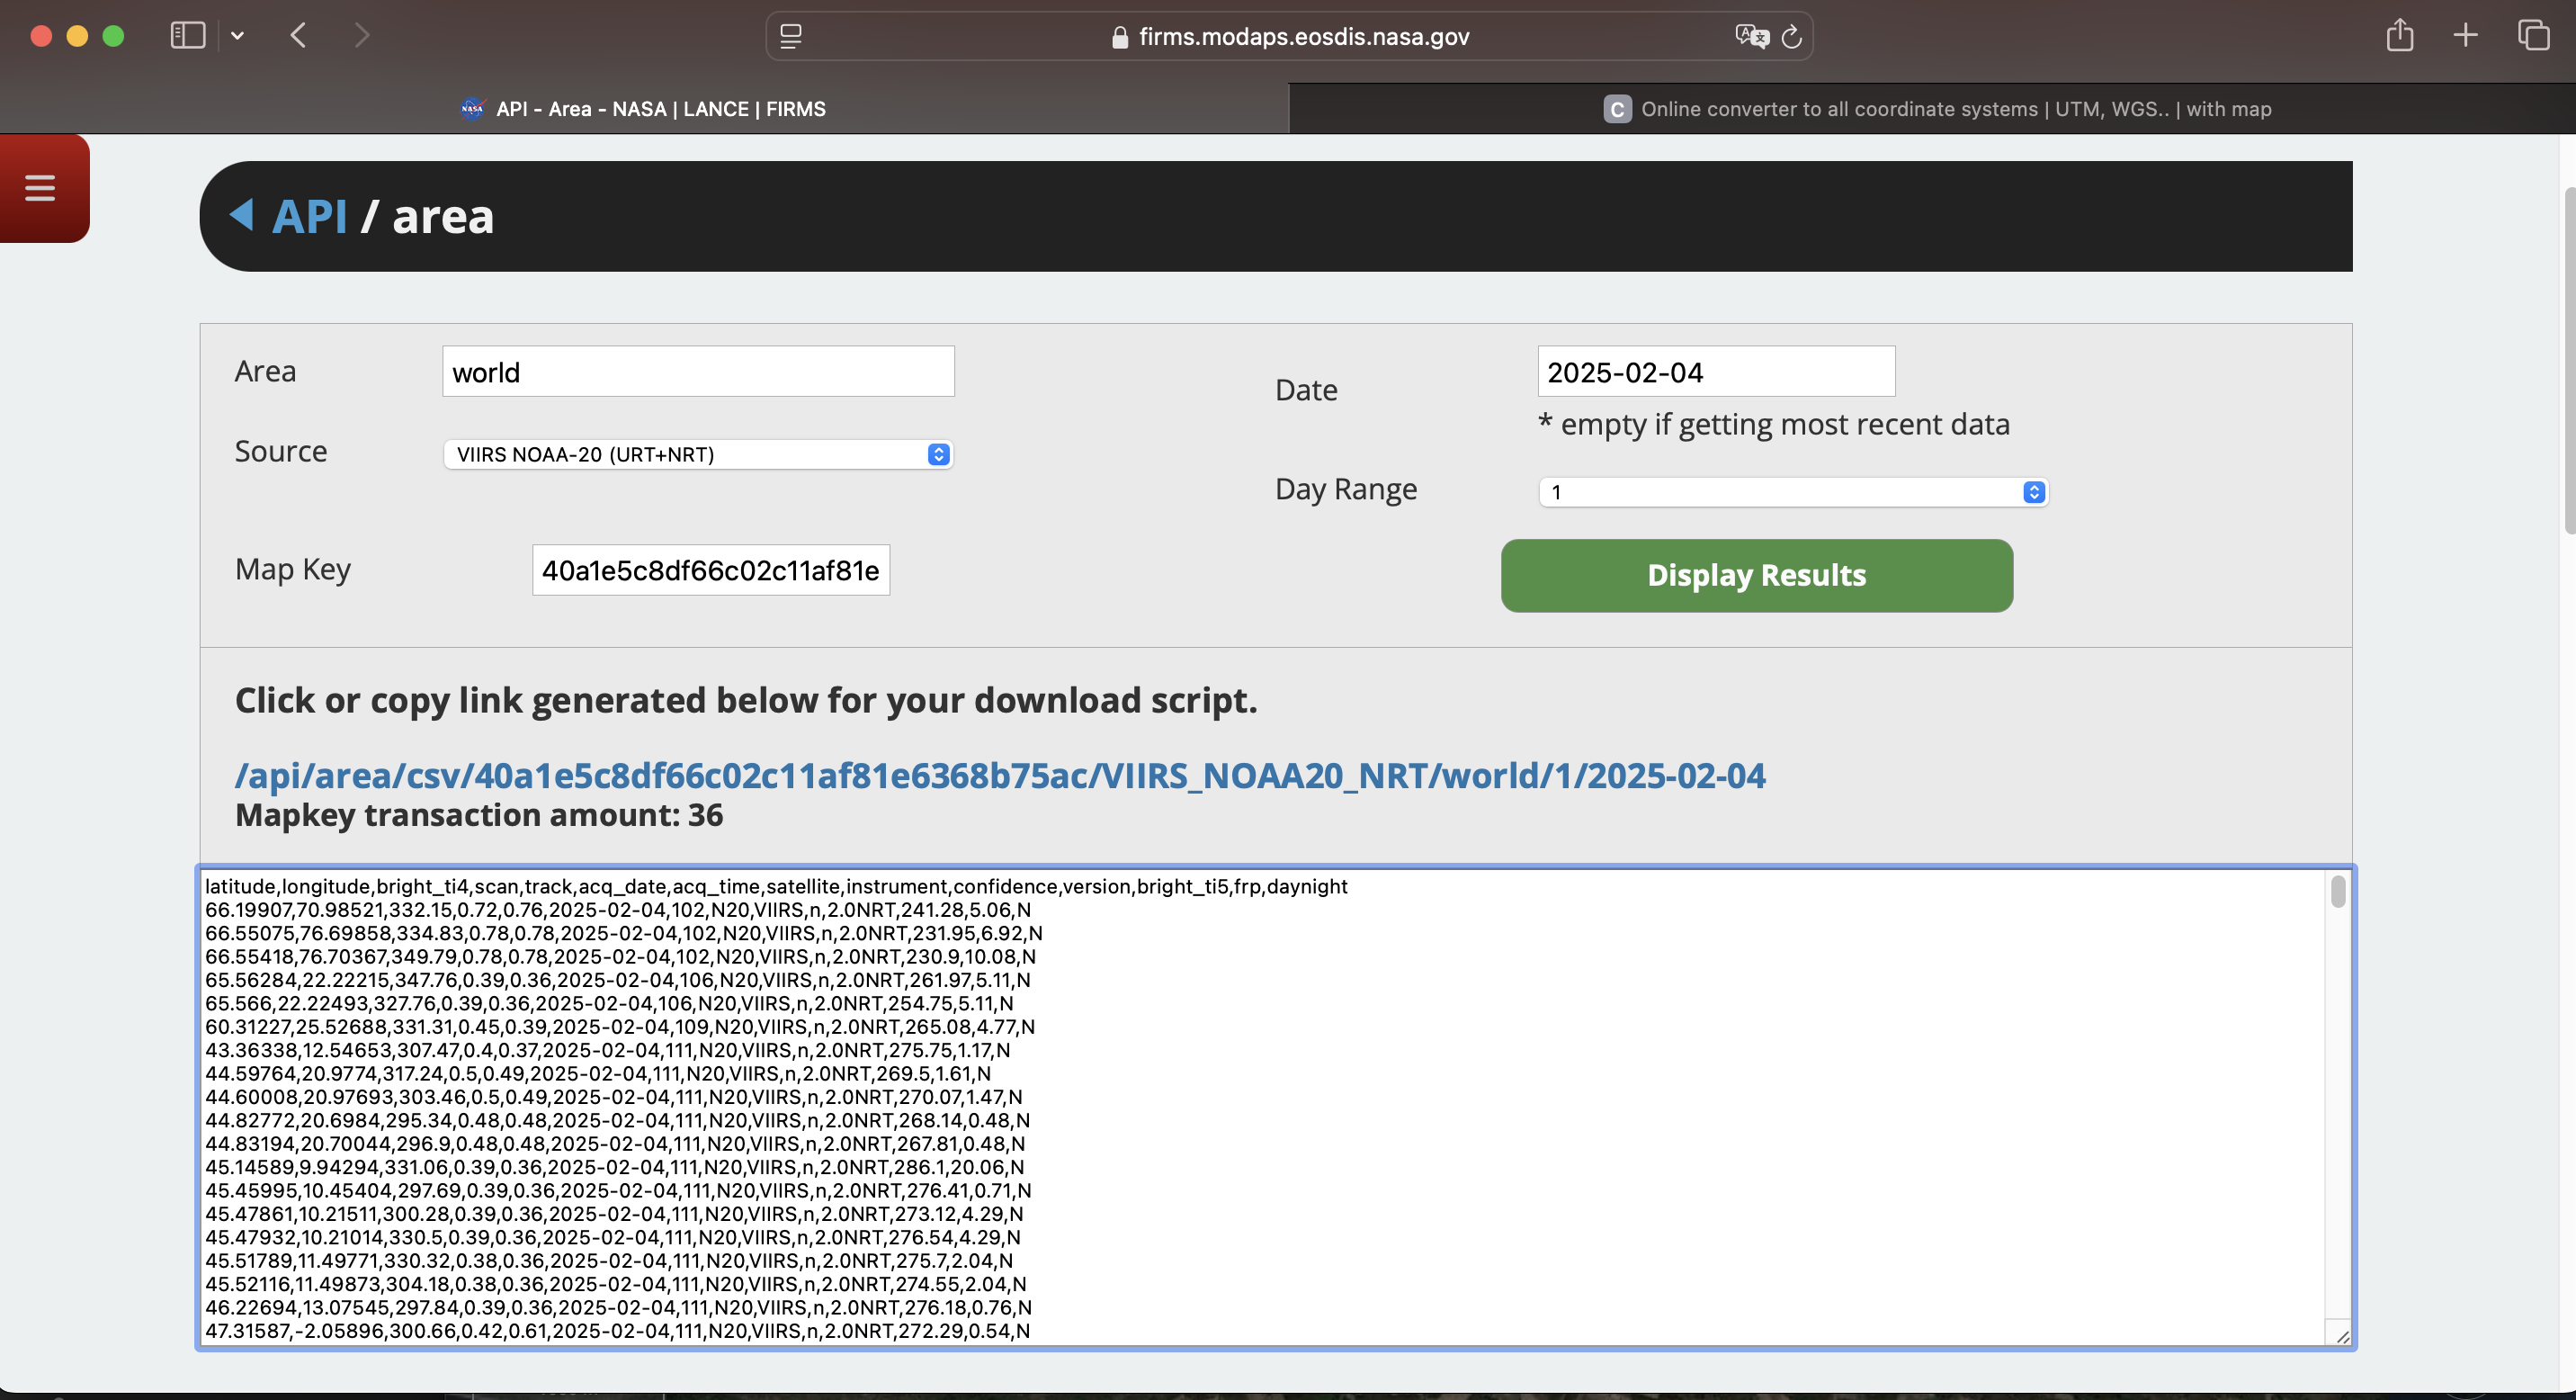 firms.modaps.eosdis.nasa.gov
API - Area - NASA | LANCE | FIRMS
C Online converter to all coordinate systems | UTM, WGS.. | with map
API / area
Area world
Date 2025-02-04
* empty if getting most recent data
Source VIIRS NOAA-20 (URT+NRT)
Day Range 1
Map Key 40a1e5c8df66c02c11af81e
Display Results
Click or copy link generated below for your download script.
/api/area/csv/40a1e5c8df66c02c11af81e6368b75ac/VIIRS_NOAA20_NRT/world/1/2025-02-04
Mapkey transaction amount: 36
latitude,longitude,bright_ti4,scan,track,acq_date,acq_time,satellite,instrument,confidence,version,bright_ti5,frp,daynight
66.19907,70.98521,332.15,0.72,0.76,2025-02-04,102,N20,VIIRS,n,2.0NRT,241.28,5.06,N
66.55075,76.69858,334.83,0.78,0.78,2025-02-04,102,N20,VIIRS,n,2.0NRT,231.95,6.92,N
66.55418,76.70367,349.79,0.78,0.78,2025-02-04,102,N20,VIIRS,n,2.0NRT,230.9,10.08,N
65.56284,22.22215,347.76,0.39,0.36,2025-02-04,106,N20,VIIRS,n,2.0NRT,261.97,5.11,N
65.566,22.22493,327.76,0.39,0.36,2025-02-04,106,N20,VIIRS,n,2.0NRT,254.75,5.11,N
60.31227,25.52688,331.31,0.45,0.39,2025-02-04,109,N20,VIIRS,n,2.0NRT,265.08,4.77,N
43.36338,12.54653,307.47,0.4,0.37,2025-02-04,111,N20,VIIRS,n,2.0NRT,275.75,1.17,N
44.59764,20.9774,317.24,0.5,0.49,2025-02-04,111,N20,VIIRS,n,2.0NRT,269.5,1.61,N
44.60008,20.97693,303.46,0.5,0.49,2025-02-04,111,N20,VIIRS,n,2.0NRT,270.07,1.47,N
44.82772,20.6984,295.34,0.48,0.48,2025-02-04,111,N20,VIIRS,n,2.0NRT,268.14,0.48,N
44.83194,20.70044,296.9,0.48,0.48,2025-02-04,111,N20,VIIRS,n,2.0NRT,267.81,0.48,N
45.14589,9.94294,331.06,0.39,0.36,2025-02-04,111,N20,VIIRS,n,2.0NRT,286.1,20.06,N
45.45995,10.45404,297.69,0.39,0.36,2025-02-04,111,N20,VIIRS,n,2.0NRT,276.41,0.71,N
45.47861,10.21511,300.28,0.39,0.36,2025-02-04,111,N20,VIIRS,n,2.0NRT,273.12,4.29,N
45.47932,10.21014,330.5,0.39,0.36,2025-02-04,111,N20,VIIRS,n,2.0NRT,276.54,4.29,N
45.51789,11.49771,330.32,0.38,0.36,2025-02-04,111,N20,VIIRS,n,2.0NRT,275.7,2.04,N
45.52116,11.49873,304.18,0.38,0.36,2025-02-04,111,N20,VIIRS,n,2.0NRT,274.55,2.04,N
46.22694,13.07545,297.84,0.39,0.36,2025-02-04,111,N20,VIIRS,n,2.0NRT,276.18,0.76,N
47.31587,-2.05896,300.66,0.42,0.61,2025-02-04,111,N20,VIIRS,n,2.0NRT,272.29,0.54,N